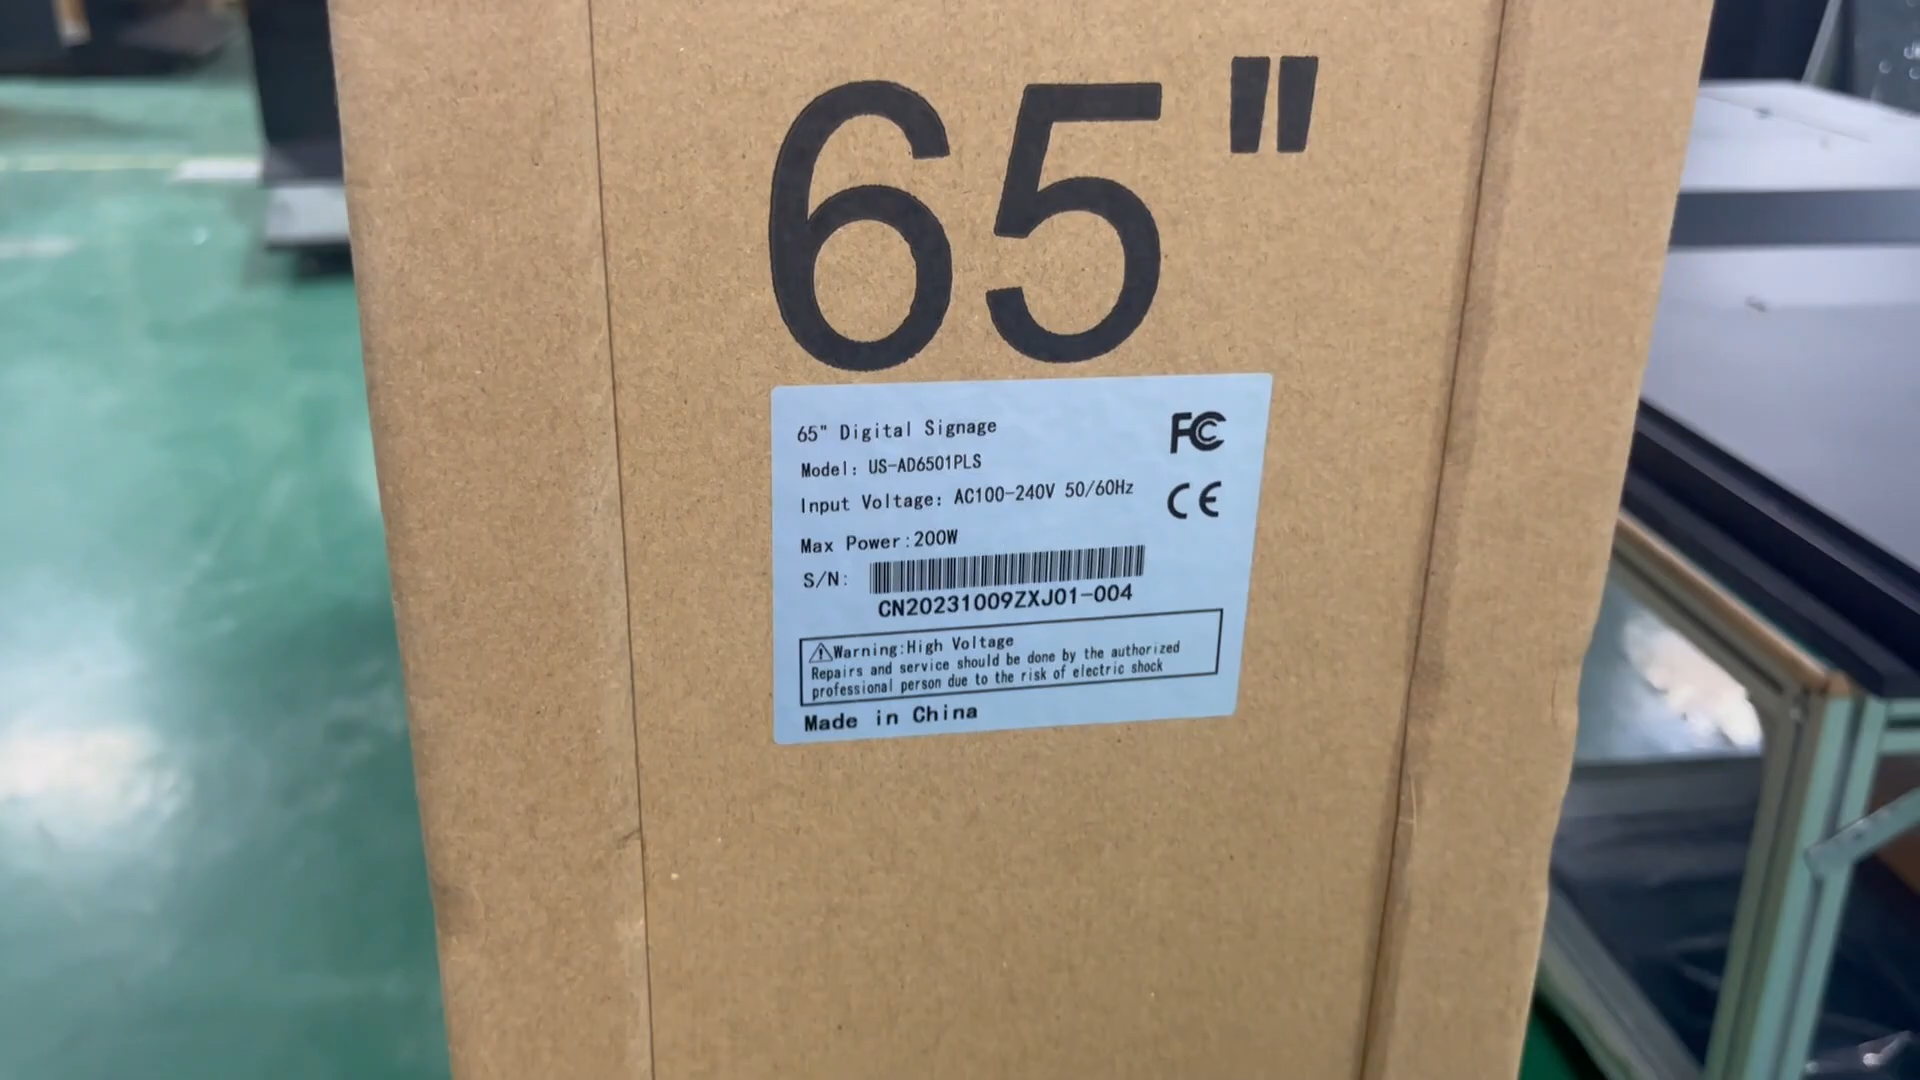 65"
65" Digital Signage
FC
Model: US-AD6501PLS
Input Voltage: AC100-240V 50/60Hz
CE
Max Power:200W
S/N:
CN20231009ZXJ01-004
⚠Warning:High Voltage
Repairs and service should be done by the authorized
professional person due to the risk of electric shock
Made in China